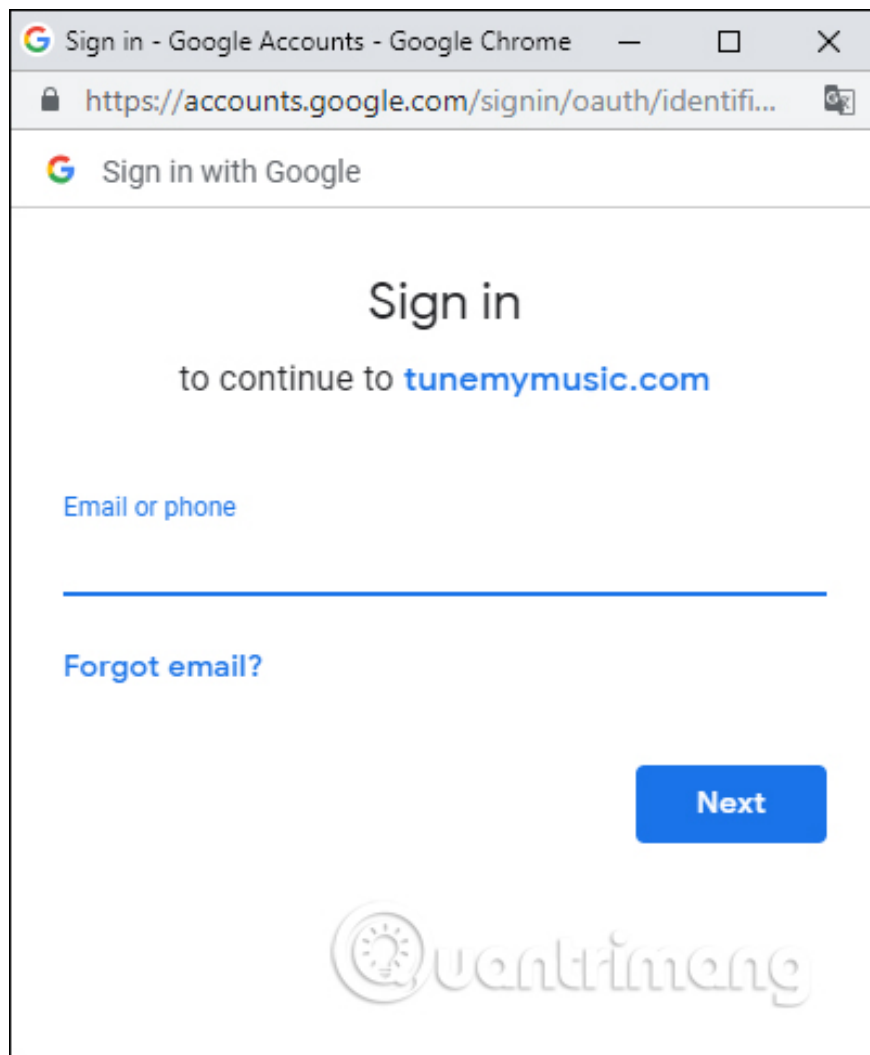 Sign in - Google Accounts - Google Chrome
https://accounts.google.com/signin/oauth/identifi...
Sign in with Google
Sign in
to continue to tunemymusic.com
Email or phone
Forgot email?
Next
Quantrimang